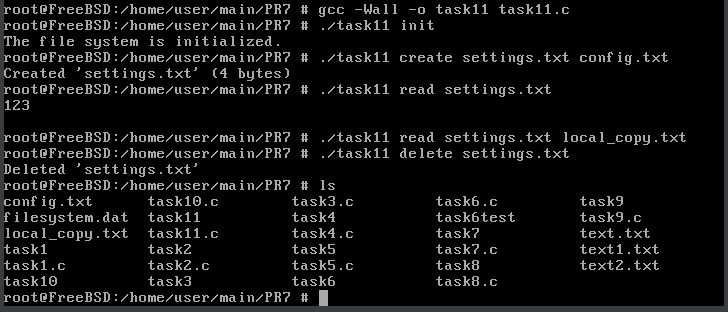 root@FreeBSD:/home/user/main/PR7 # gcc -Wall -o task11 task11.c
root@FreeBSD:/home/user/main/PR7 # ./task11 init
The file system is initialized.
root@FreeBSD:/home/user/main/PR7 # ./task11 create settings.txt config.txt
Created 'settings.txt' (4 bytes)
root@FreeBSD:/home/user/main/PR7 # ./task11 read settings.txt
123
root@FreeBSD:/home/user/main/PR7 # ./task11 read settings.txt local_copy.txt
root@FreeBSD:/home/user/main/PR7 # ./task11 delete settings.txt
Deleted 'settings.txt'
root@FreeBSD:/home/user/main/PR7 # ls
config.txt task10.c task3.c task6.c task9
filesystem.dat task11 task4 task6test task9.c
local_copy.txt task11.c task4.c task7 text.txt
task1 task2 task5 task7.c text1.txt
task1.c task2.c task5.c task8 text2.txt
task10 task3 task6 task8.c
root@FreeBSD:/home/user/main/PR7 #